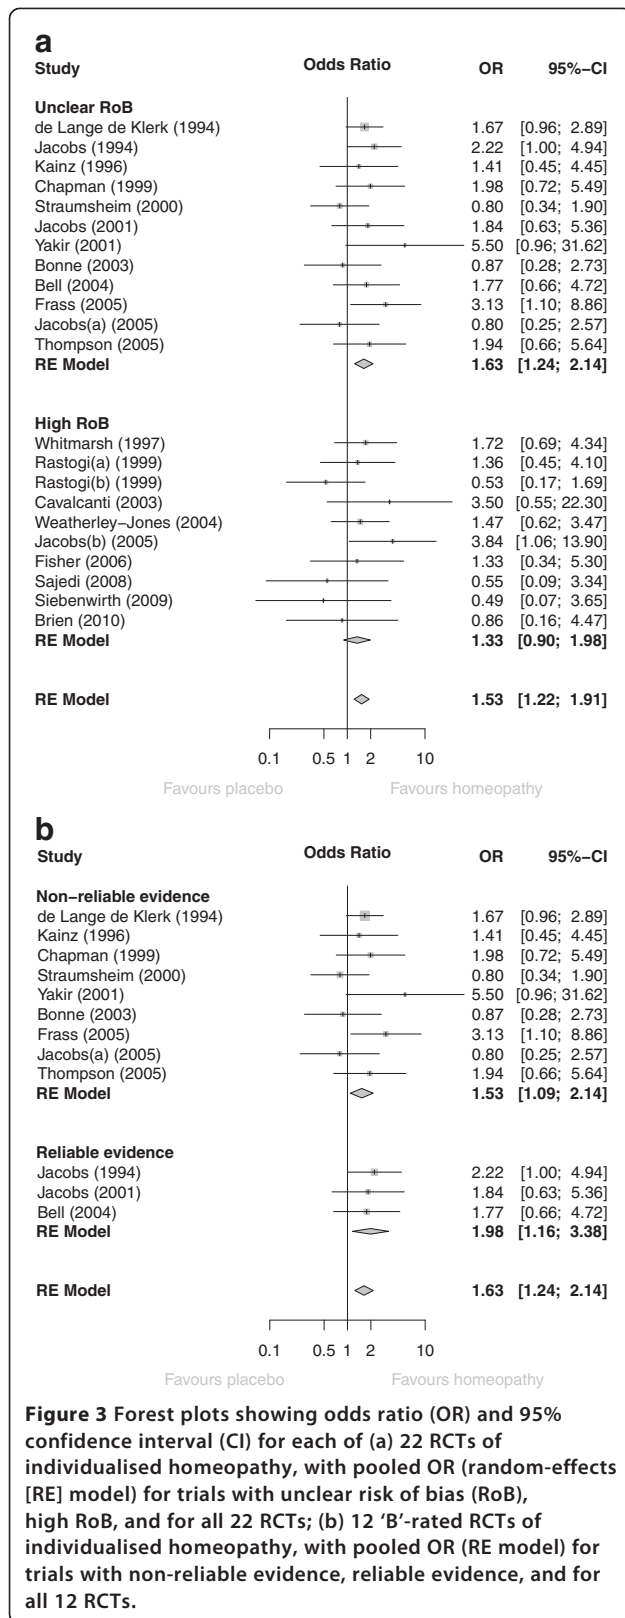 a
Study Odds Ratio OR 95%−CI
Unclear RoB
de Lange de Klerk (1994) 1.67 [0.96; 2.89]
Jacobs (1994) 2.22 [1.00; 4.94]
Kainz (1996) 1.41 [0.45; 4.45]
Chapman (1999) 1.98 [0.72; 5.49]
Straumsheim (2000) 0.80 [0.34; 1.90]
Jacobs (2001) 1.84 [0.63; 5.36]
Yakir (2001) 5.50 [0.96; 31.62]
Bonne (2003) 0.87 [0.28; 2.73]
Bell (2004) 1.77 [0.66; 4.72]
Frass (2005) 3.13 [1.10; 8.86]
Jacobs(a) (2005) 0.80 [0.25; 2.57]
Thompson (2005) 1.94 [0.66; 5.64]
RE Model 1.63 [1.24; 2.14]
High RoB
Whitmarsh (1997) 1.72 [0.69; 4.34]
Rastogi(a) (1999) 1.36 [0.45; 4.10]
Rastogi(b) (1999) 0.53 [0.17; 1.69]
Cavalcanti (2003) 3.50 [0.55; 22.30]
Weatherley−Jones (2004) 1.47 [0.62; 3.47]
Jacobs(b) (2005) 3.84 [1.06; 13.90]
Fisher (2006) 1.33 [0.34; 5.30]
Sajedi (2008) 0.55 [0.09; 3.34]
Siebenwirth (2009) 0.49 [0.07; 3.65]
Brien (2010) 0.86 [0.16; 4.47]
RE Model 1.33 [0.90; 1.98]
RE Model 1.53 [1.22; 1.91]
0.1 0.5 1 2 10
Favours placebo Favours homeopathy
b
Study Odds Ratio OR 95%−CI
Non−reliable evidence
de Lange de Klerk (1994) 1.67 [0.96; 2.89]
Kainz (1996) 1.41 [0.45; 4.45]
Chapman (1999) 1.98 [0.72; 5.49]
Straumsheim (2000) 0.80 [0.34; 1.90]
Yakir (2001) 5.50 [0.96; 31.62]
Bonne (2003) 0.87 [0.28; 2.73]
Frass (2005) 3.13 [1.10; 8.86]
Jacobs(a) (2005) 0.80 [0.25; 2.57]
Thompson (2005) 1.94 [0.66; 5.64]
RE Model 1.53 [1.09; 2.14]
Reliable evidence
Jacobs (1994) 2.22 [1.00; 4.94]
Jacobs (2001) 1.84 [0.63; 5.36]
Bell (2004) 1.77 [0.66; 4.72]
RE Model 1.98 [1.16; 3.38]
RE Model 1.63 [1.24; 2.14]
0.1 0.5 1 2 10
Favours placebo Favours homeopathy
Figure 3 Forest plots showing odds ratio (OR) and 95%
confidence interval (CI) for each of (a) 22 RCTs of
individualised homeopathy, with pooled OR (random-effects
[RE] model) for trials with unclear risk of bias (RoB),
high RoB, and for all 22 RCTs; (b) 12 ‘B’-rated RCTs of
individualised homeopathy, with pooled OR (RE model) for
trials with non-reliable evidence, reliable evidence, and for
all 12 RCTs.